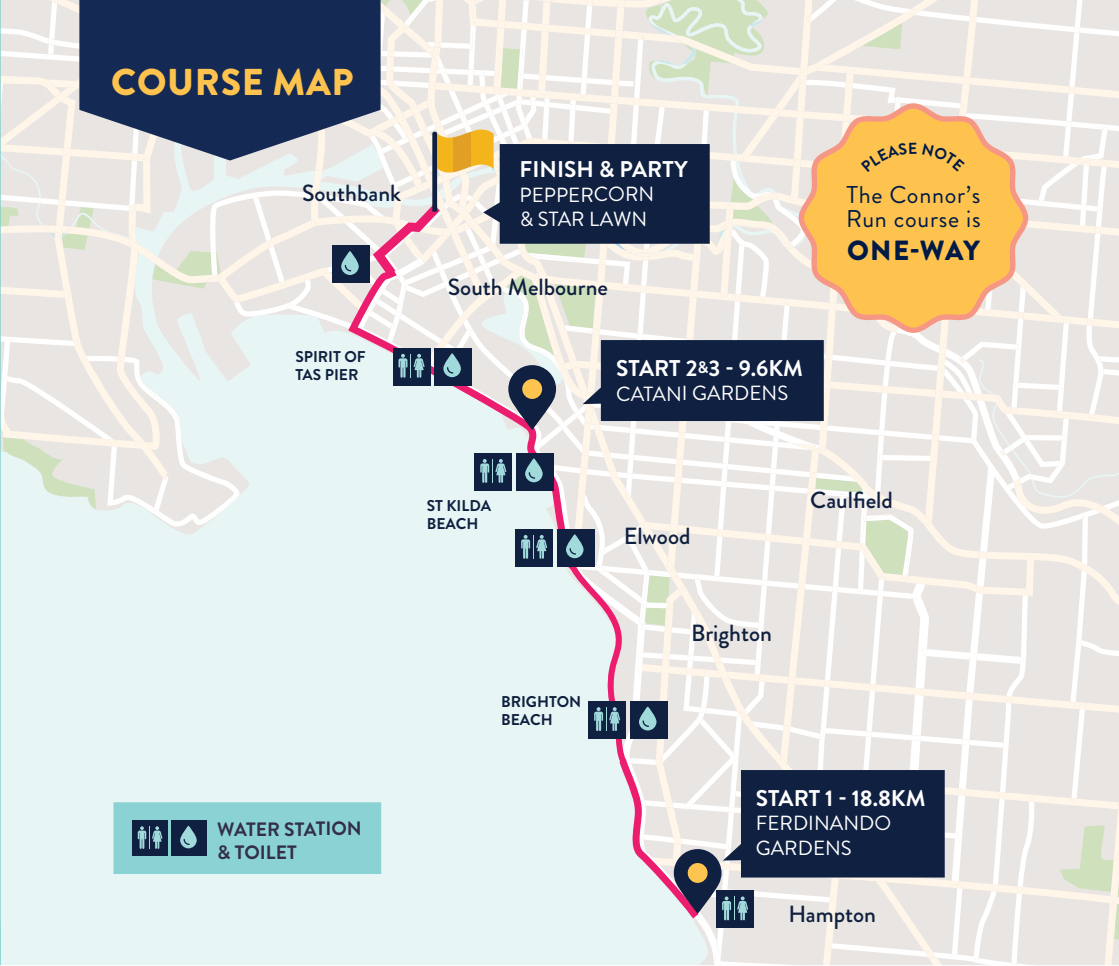 COURSE MAP
PLEASE NOTE
The Connor's
Run course is
ONE-WAY
FINISH & PARTY
PEPPERCORN
& STAR LAWN
Southbank
South Melbourne
SPIRIT OF
TAS PIER
START 2&3 - 9.6KM
CATANI GARDENS
ST KILDA
BEACH
Caulfield
Elwood
Brighton
BRIGHTON
BEACH
START 1 - 18.8KM
FERDINANDO
GARDENS
WATER STATION
& TOILET
Hampton